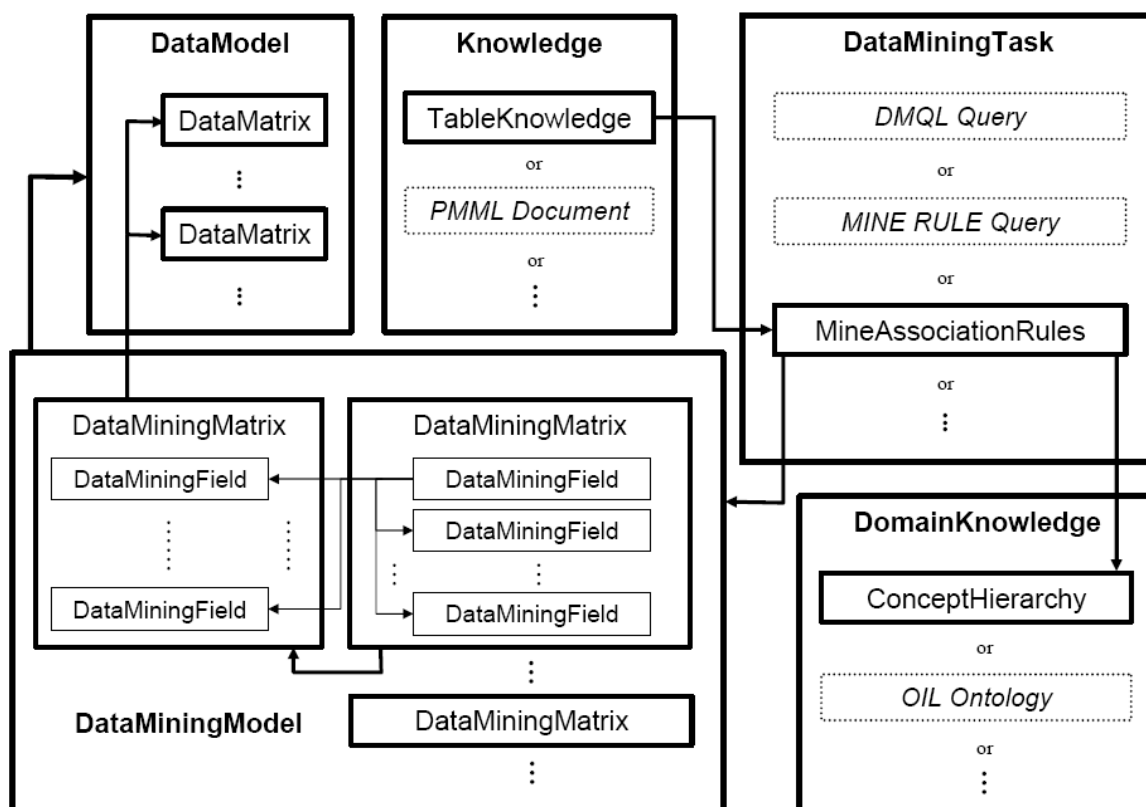 DataModel
DataMatrix
DataMatrix
Knowledge
TableKnowledge
or
PMML Document
or
DataMiningTask
DMQL Query
or
MINE RULE Query
or
MineAssociationRules
or
DataMiningMatrix
DataMiningField
DataMiningField
DataMiningMatrix
DataMiningField
DataMiningField
DataMiningField
DataMiningModel
DataMiningMatrix
DomainKnowledge
ConceptHierarchy
or
OIL Ontology
or